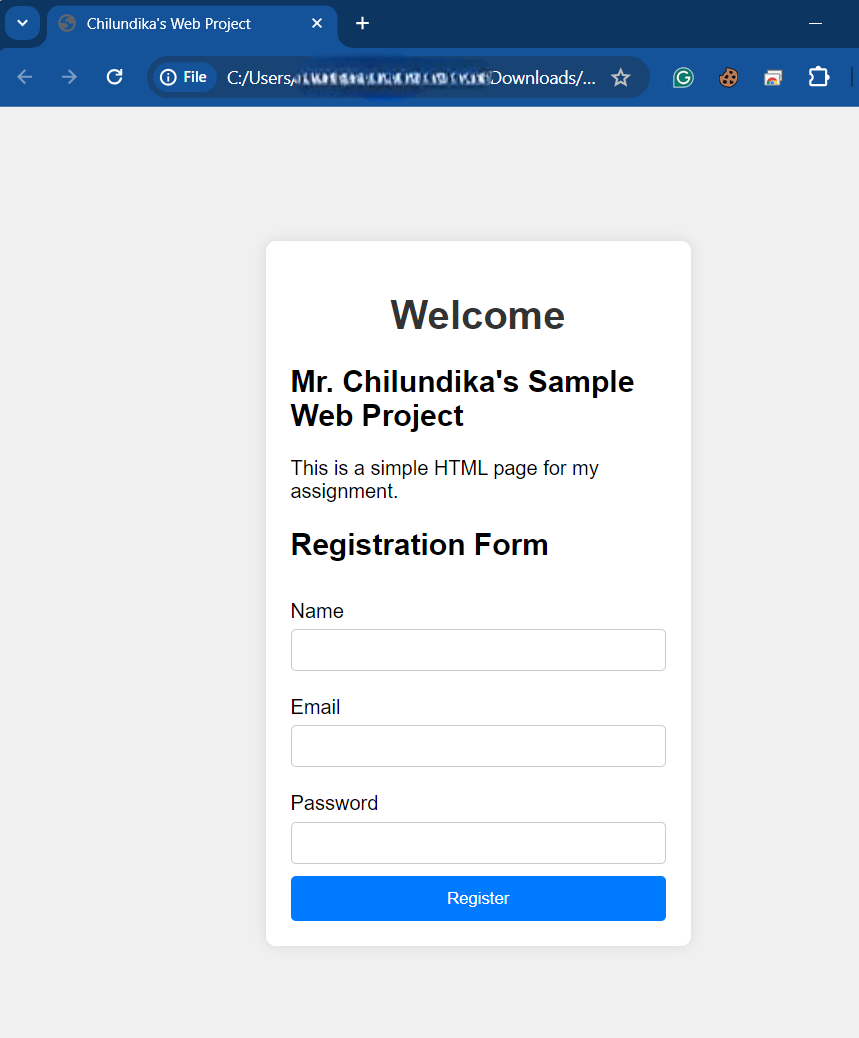 Chilundika's Web Project
File C:/Users/ Downloads/...
Welcome
Mr. Chilundika's Sample
Web Project
This is a simple HTML page for my
assignment.
Registration Form
Name
Email
Password
Register